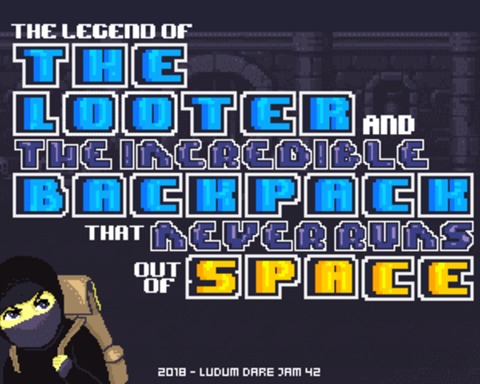 THE LEGEND OF
THE
LOOTER AND
THE INCREDIBLE
BACKPACK
THAT NEVER RUNS
OUT OF SPACE
2018 - LUDUM DARE JAM 42